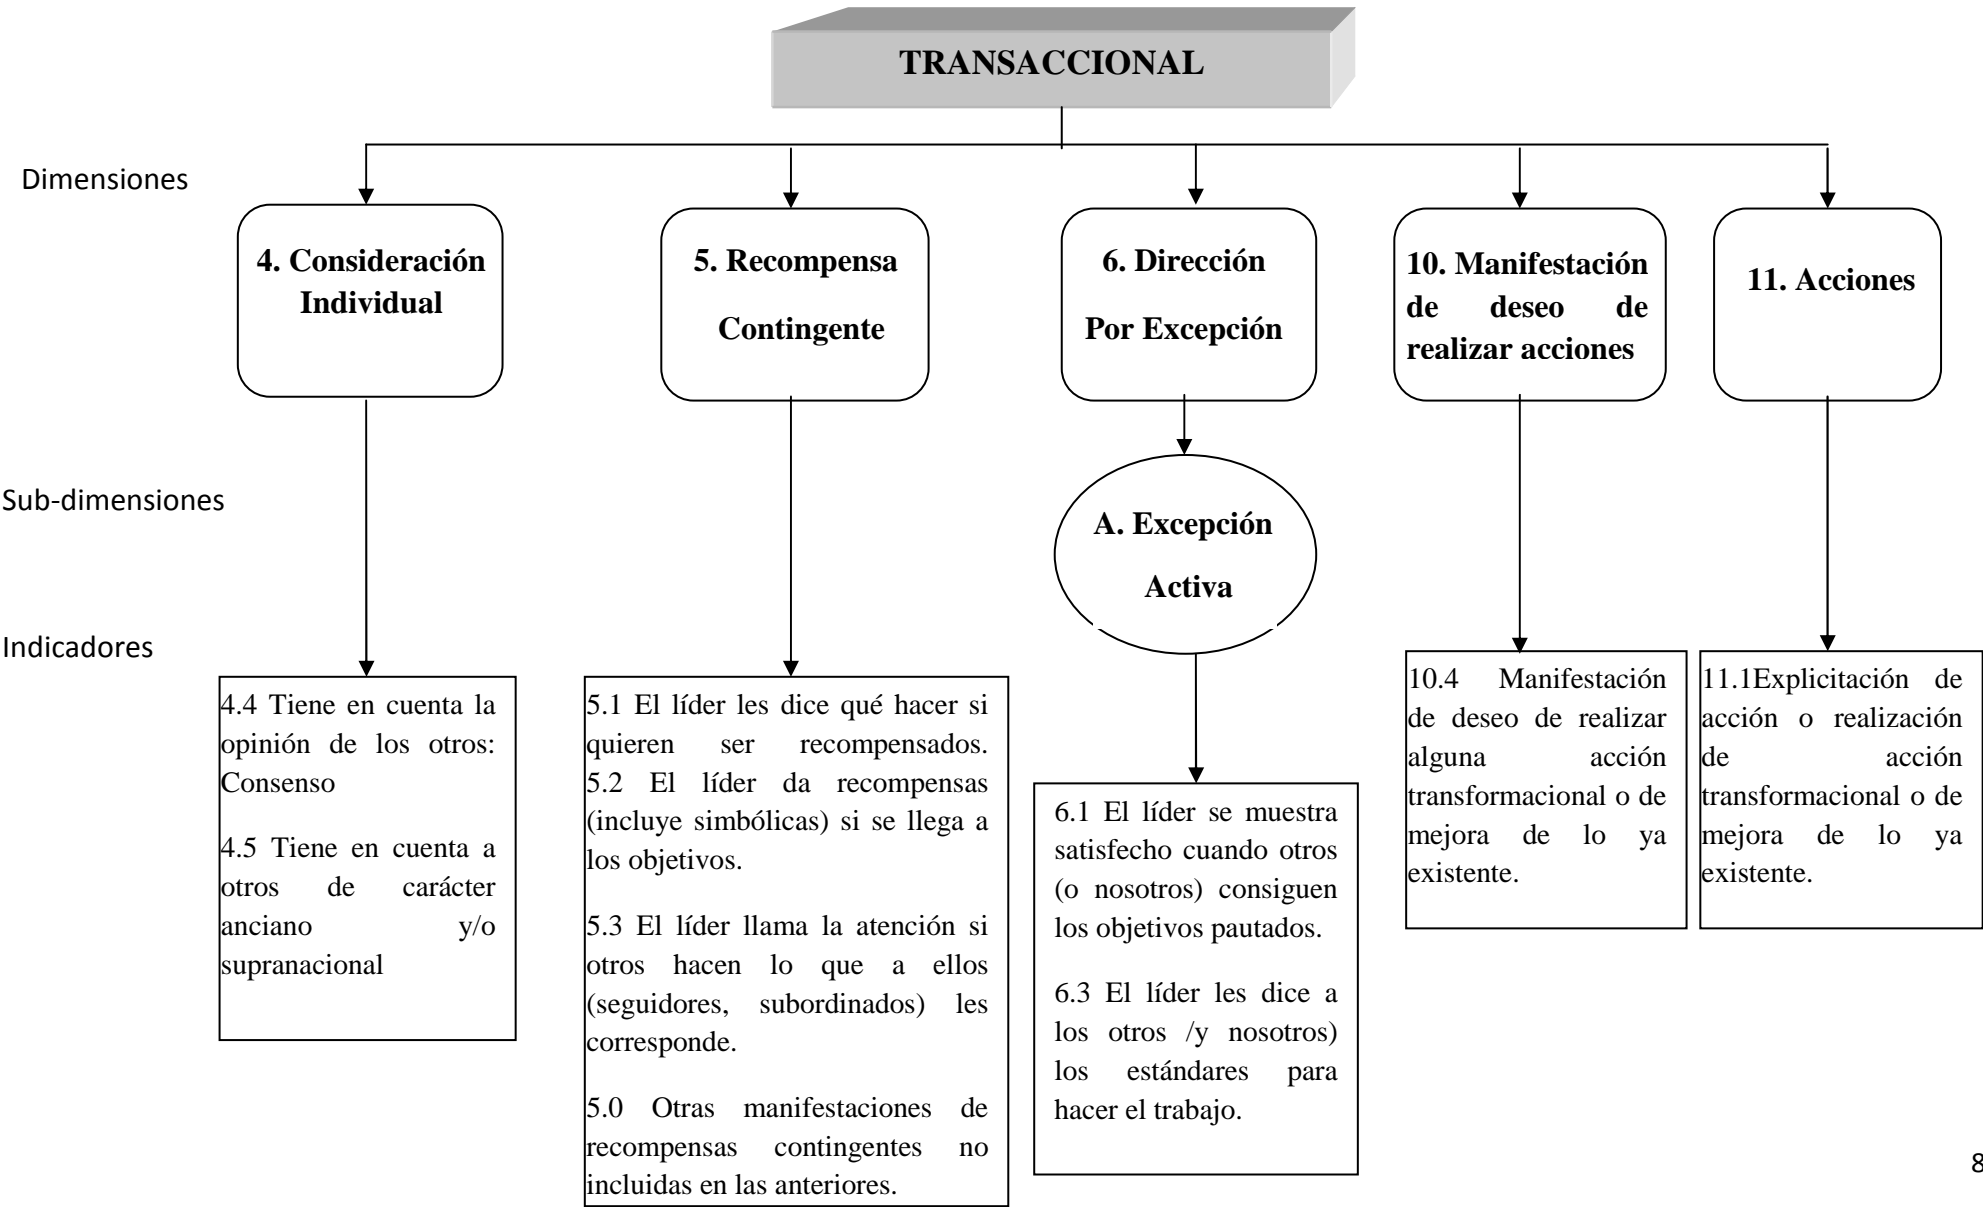 TRANSACCIONAL
Dimensiones
4. Consideración
Individual
5. Recompensa
Contingente
6. Dirección
Por Excepción
10. Manifestación
de deseo de
realizar acciones
11. Acciones
Sub-dimensiones
A. Excepción
Activa
Indicadores
4.4 Tiene en cuenta la
opinión de los otros:
Consenso
4.5 Tiene en cuenta a
otros de carácter
anciano y/o
supranacional
5.1 El líder les dice qué hacer si
quieren ser recompensados.
5.2 El líder da recompensas
(incluye simbólicas) si se llega a
los objetivos.
5.3 El líder llama la atención si
otros hacen lo que a ellos
(seguidores, subordinados) les
corresponde.
5.0 Otras manifestaciones de
recompensas contingentes no
incluidas en las anteriores.
6.1 El líder se muestra
satisfecho cuando otros
(o nosotros) consiguen
los objetivos pautados.
6.3 El líder les dice a
los otros /y nosotros)
los estándares para
hacer el trabajo.
10.4 Manifestación
de deseo de realizar
alguna acción
transformacional o de
mejora de lo ya
existente.
11.1Explicitación de
acción o realización
de acción
transformacional o de
mejora de lo ya
existente.
8